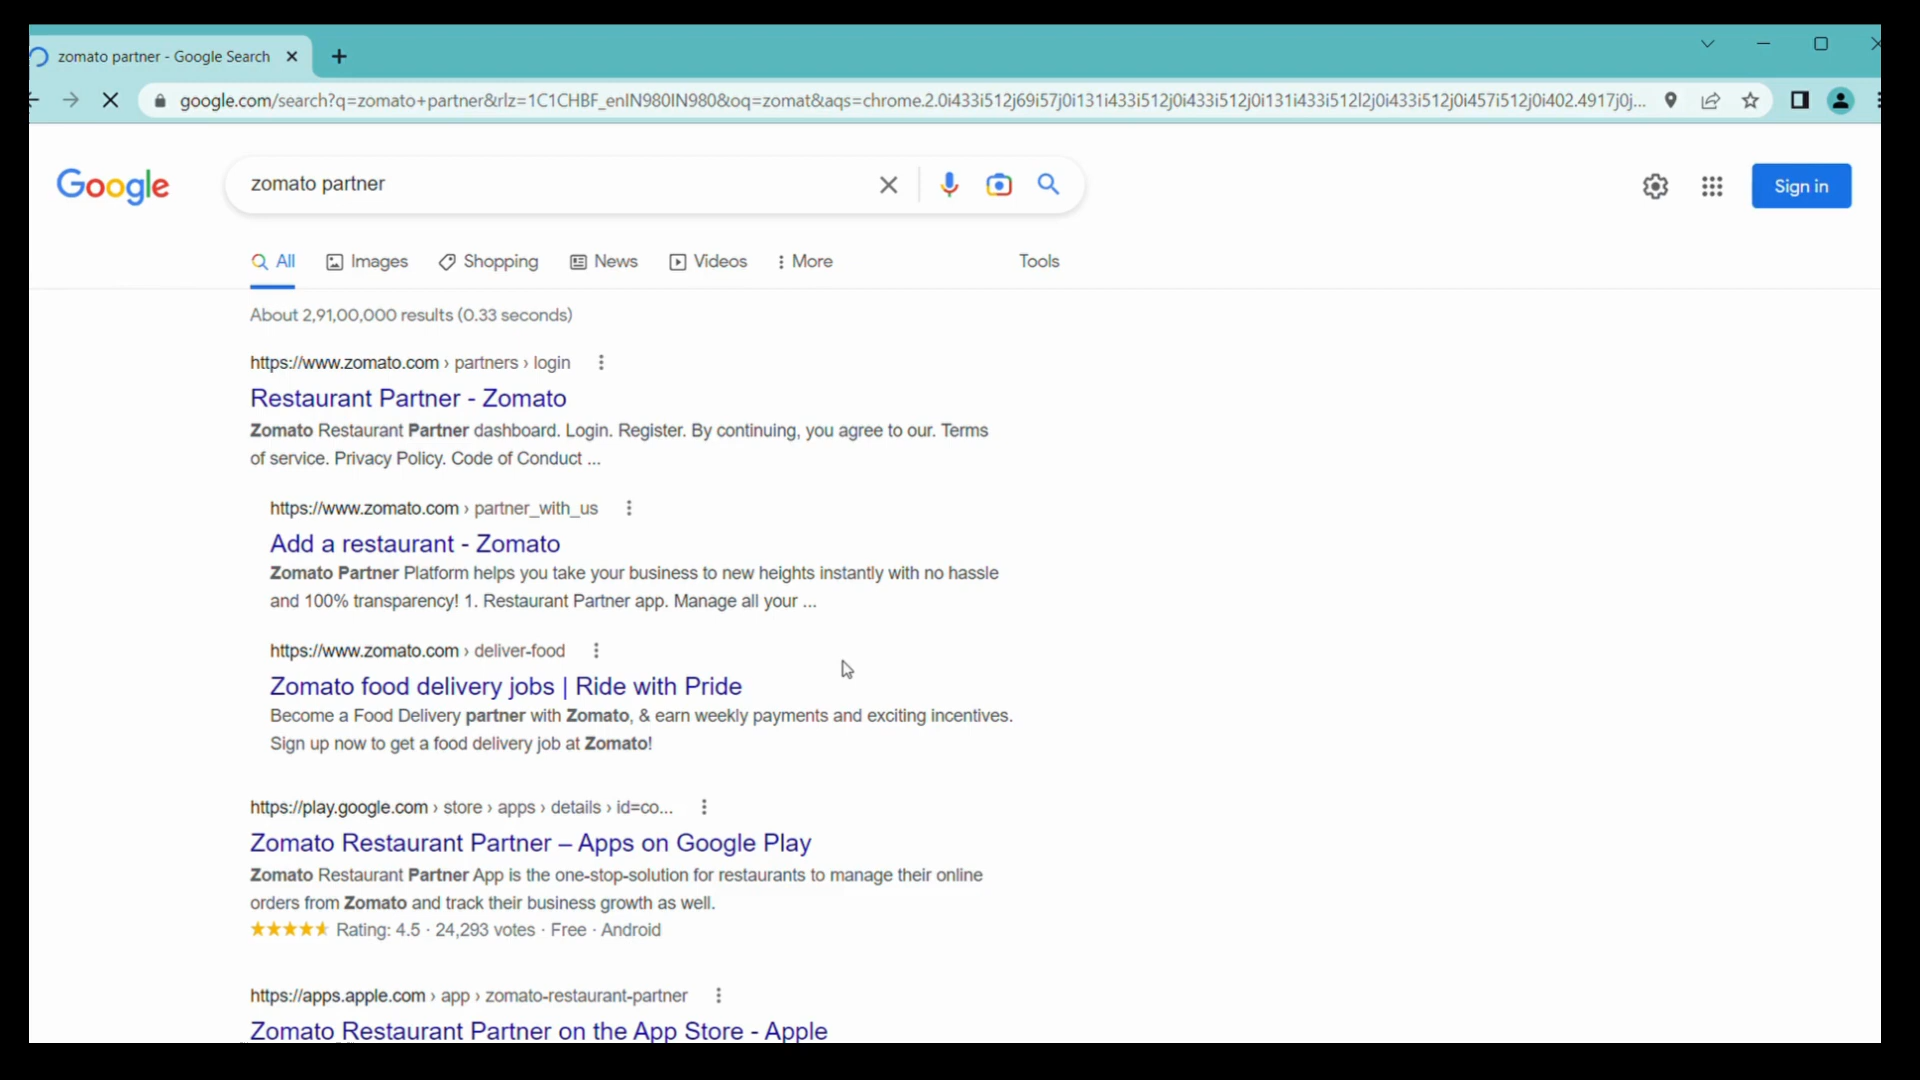 zomato partner - Google Search
google.com/search?q=zomato+partner&rlz=1C1CHBF_enIN980IN980&oq=zomat&aqs=chrome.2.0i433i512j69i57j0i131i433i512j0i433i512j0i131i433i512l2j0i433i512j0i457i512j0i402.4917j0j...
Google
zomato partner
Sign in
All Images Shopping News Videos More Tools
About 2,91,00,000 results (0.33 seconds)
https://www.zomato.com › partners › login
Restaurant Partner - Zomato
Zomato Restaurant Partner dashboard. Login. Register. By continuing, you agree to our. Terms
of service. Privacy Policy. Code of Conduct ...
https://www.zomato.com › partner_with_us
Add a restaurant - Zomato
Zomato Partner Platform helps you take your business to new heights instantly with no hassle
and 100% transparency! 1. Restaurant Partner app. Manage all your ...
https://www.zomato.com › deliver-food
Zomato food delivery jobs | Ride with Pride
Become a Food Delivery partner with Zomato, & earn weekly payments and exciting incentives.
Sign up now to get a food delivery job at Zomato!
https://play.google.com › store › apps › details › id=co...
Zomato Restaurant Partner – Apps on Google Play
Zomato Restaurant Partner App is the one-stop-solution for restaurants to manage their online
orders from Zomato and track their business growth as well.
Rating: 4.5 · 24,293 votes · Free · Android
https://apps.apple.com › app › zomato-restaurant-partner
Zomato Restaurant Partner on the App Store - Apple